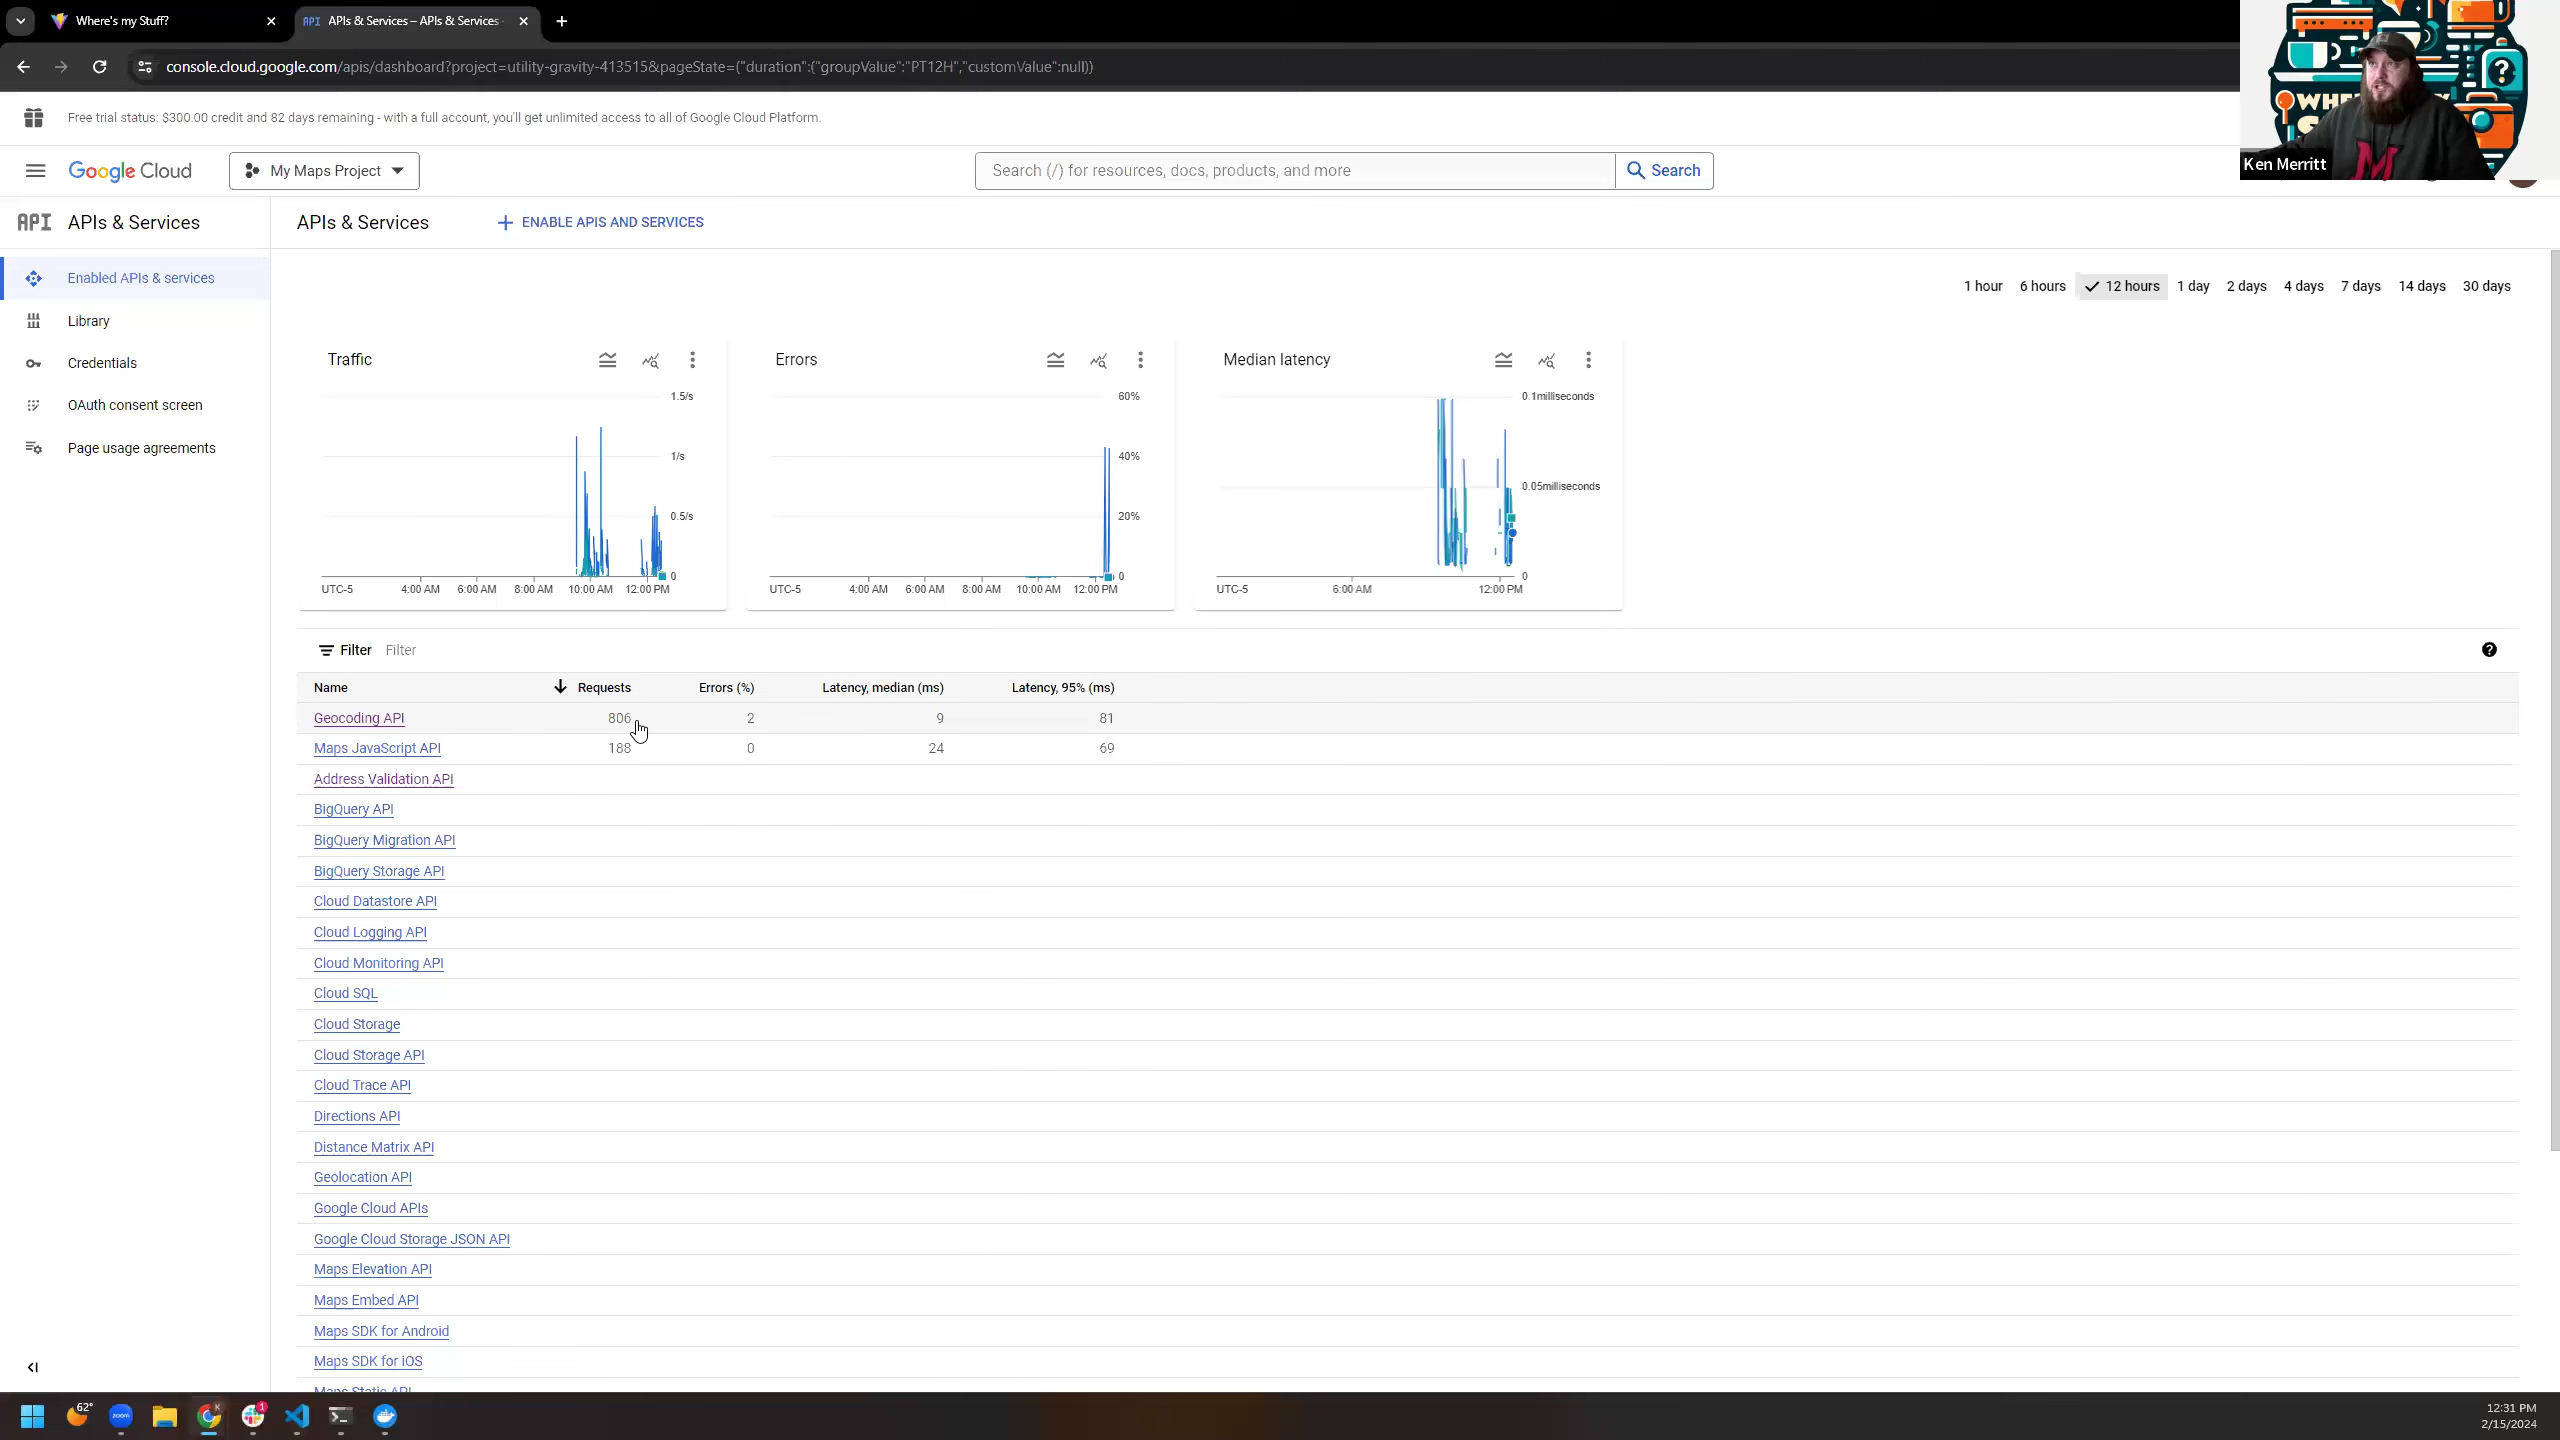 Where's my Stuff?
API APIs & Services – APIs & Services
console.cloud.google.com/apis/dashboard?project=utility-gravity-413515&pageState=("duration":("groupValue":"PT12H","customValue":null))
Free trial status: $300.00 credit and 82 days remaining - with a full account, you'll get unlimited access to all of Google Cloud Platform.
Google Cloud
My Maps Project
Search (/) for resources, docs, products, and more
Search
Ken Merritt
API APIs & Services
APIs & Services
ENABLE APIS AND SERVICES
Enabled APIs & services
Library
Credentials
OAuth consent screen
Page usage agreements
1 hour 6 hours 12 hours 1 day 2 days 4 days 7 days 14 days 30 days
Traffic
1.5/s
1/s
0.5/s
0
UTC-5 4:00 AM 6:00 AM 8:00 AM 10:00 AM 12:00 PM
Errors
60%
40%
20%
0
UTC-5 4:00 AM 6:00 AM 8:00 AM 10:00 AM 12:00 PM
Median latency
0.1milliseconds
0.05milliseconds
0
UTC-5 6:00 AM 12:00 PM
Filter Filter
Name Requests Errors (%) Latency, median (ms) Latency, 95% (ms)
Geocoding API 806 2 9 81
Maps JavaScript API 188 0 24 69
Address Validation API
BigQuery API
BigQuery Migration API
BigQuery Storage API
Cloud Datastore API
Cloud Logging API
Cloud Monitoring API
Cloud SQL
Cloud Storage
Cloud Storage API
Cloud Trace API
Directions API
Distance Matrix API
Geolocation API
Google Cloud APIs
Google Cloud Storage JSON API
Maps Elevation API
Maps Embed API
Maps SDK for Android
Maps SDK for iOS
Maps Static API
62°
zoom
K
1
12:31 PM
2/15/2024